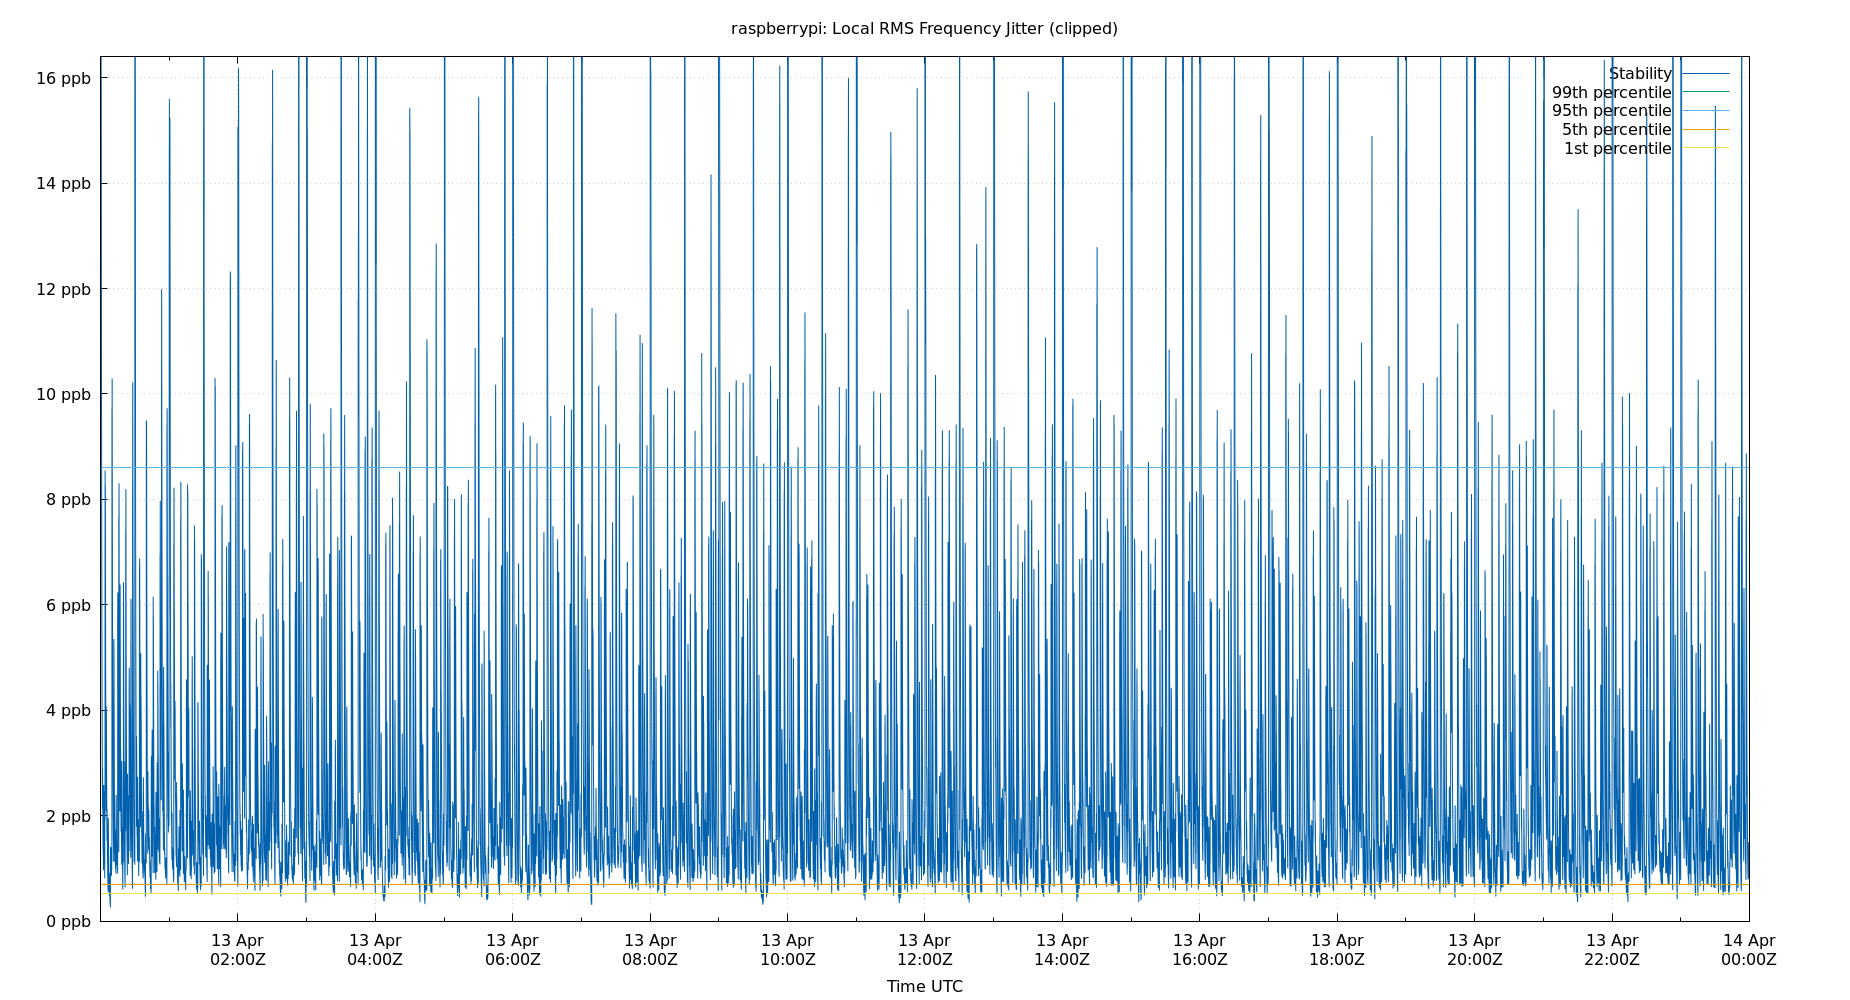 raspberrypi: Local RMS Frequency Jitter (clipped)
16 ppb
14 ppb
12 ppb
10 ppb
8 ppb
6 ppb
4 ppb
2 ppb
0 ppb
Stability
99th percentile
95th percentile
5th percentile
1st percentile
13 Apr 13 Apr 13 Apr 13 Apr 13 Apr 13 Apr 13 Apr 13 Apr 13 Apr 13 Apr 13 Apr 14 Apr
02:00Z 04:00Z 06:00Z 08:00Z 10:00Z 12:00Z 14:00Z 16:00Z 18:00Z 20:00Z 22:00Z 00:00Z
Time UTC